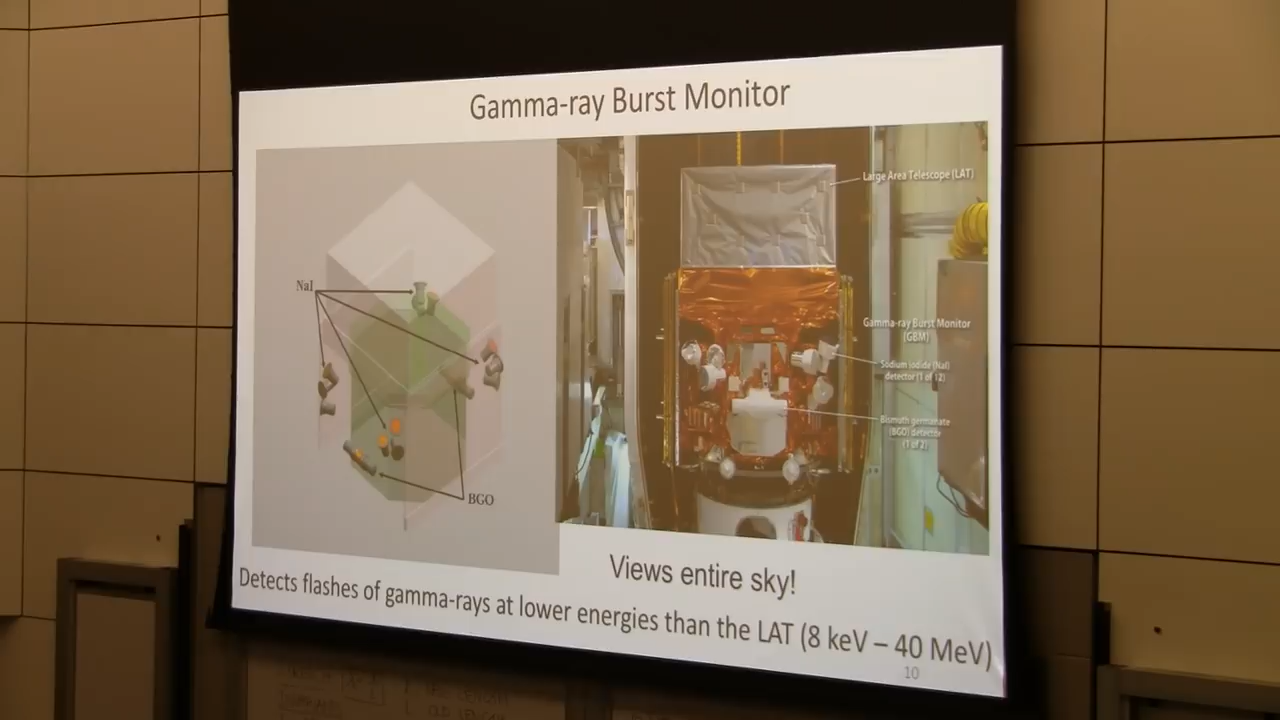 Gamma-ray Burst Monitor
NaI
BGO
Large Area Telescope (LAT)
Gamma-ray Burst Monitor
(GBM)
Sodium iodide (NaI)
detector (1 of 12)
Bismuth germanate
(BGO) detector
(1 of 2)
Views entire sky!
Detects flashes of gamma-rays at lower energies than the LAT (8 keV – 40 MeV)
10